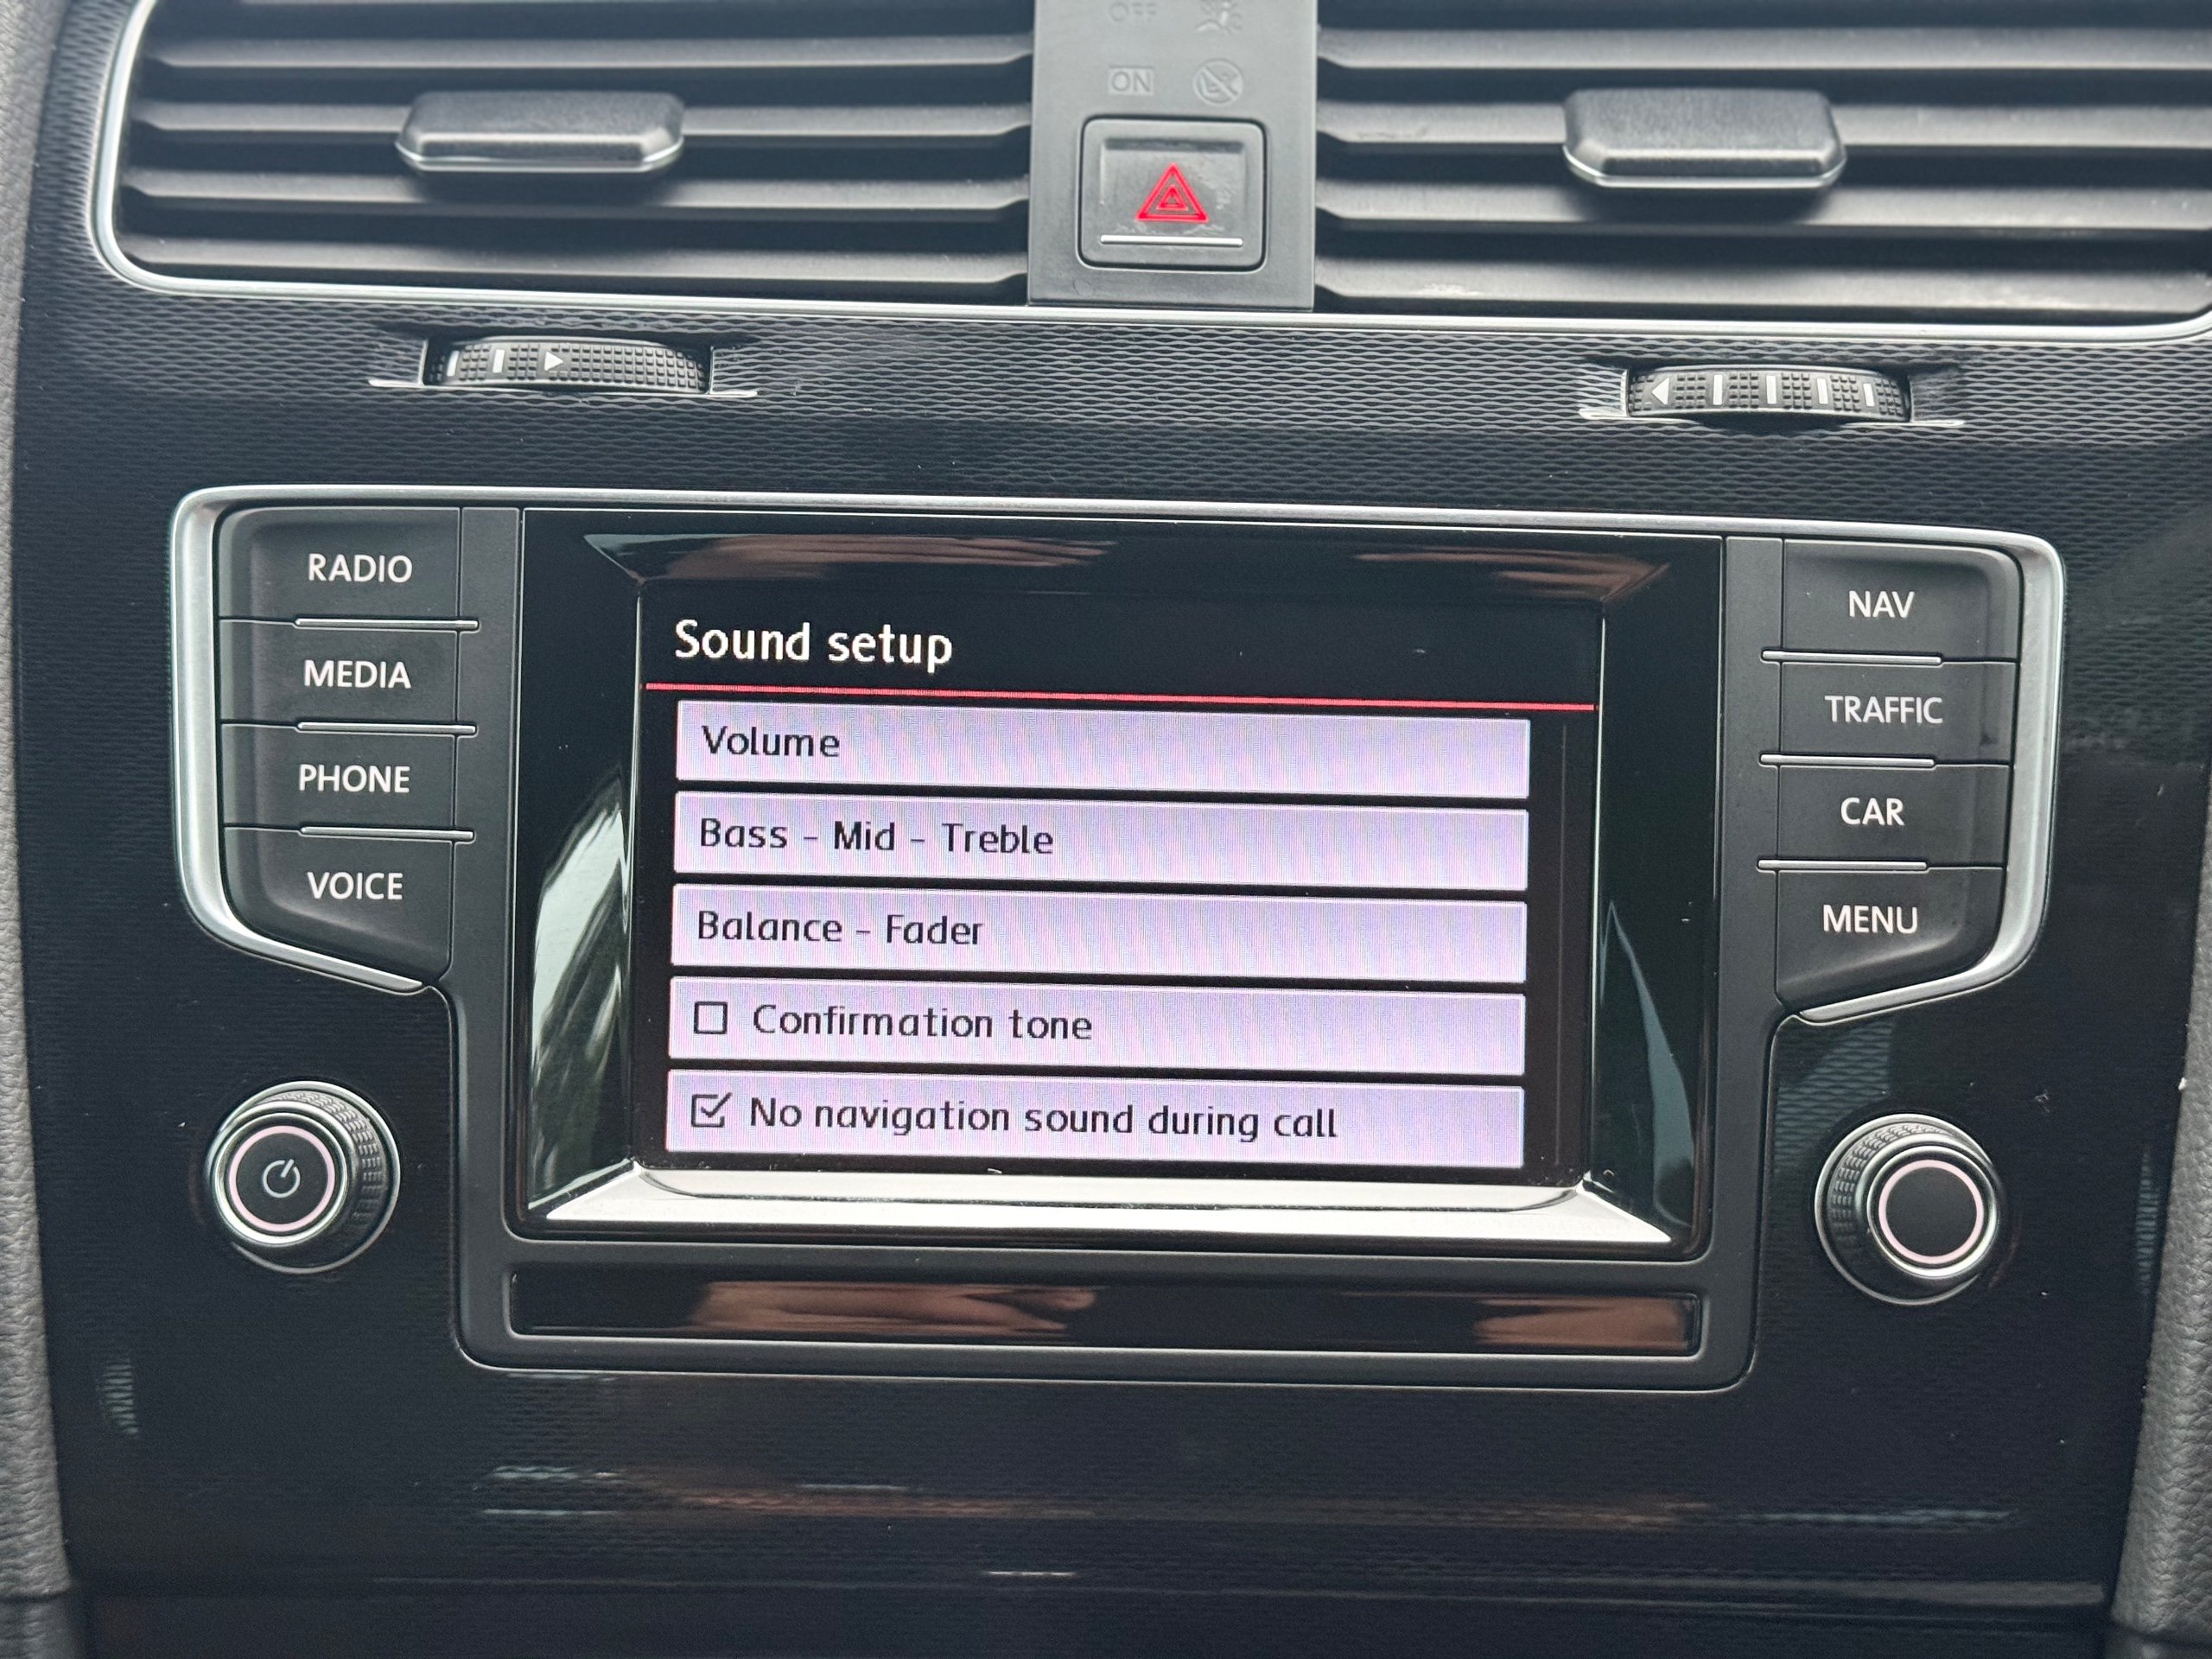 OFF
ON
RADIO
MEDIA
PHONE
VOICE
Sound setup
Volume
Bass - Mid - Treble
Balance - Fader
Confirmation tone
No navigation sound during call
NAV
TRAFFIC
CAR
MENU